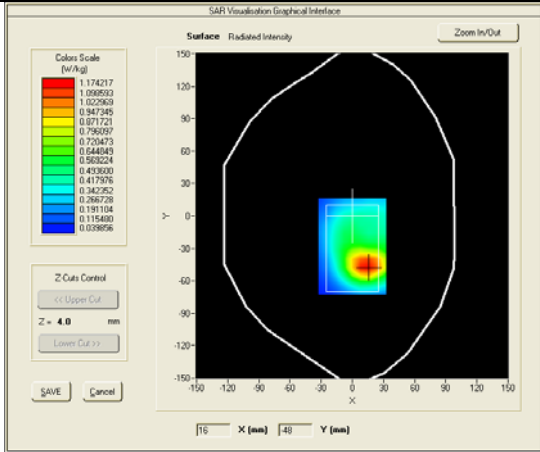 SAR Visualisation Graphical Interface
Surface Radiated Intensity
Zoom In/Out
Colors Scale
(W/kg)
1.174217
1.098593
1.022969
0.947345
0.871721
0.796097
0.720473
0.644849
0.569224
0.493600
0.417976
0.342352
0.266728
0.191104
0.115480
0.039856
Z-Cuts Control
<< Upper Cut
Z = 4.0 mm
Lower Cut >>
SAVE Cancel
150
120
90
60
30
0
-30
-60
-90
-120
-150
Y
-150 -120 -90 -60 -30 0 30 60 90 120 150
X
16 X (mm) -48 Y (mm)